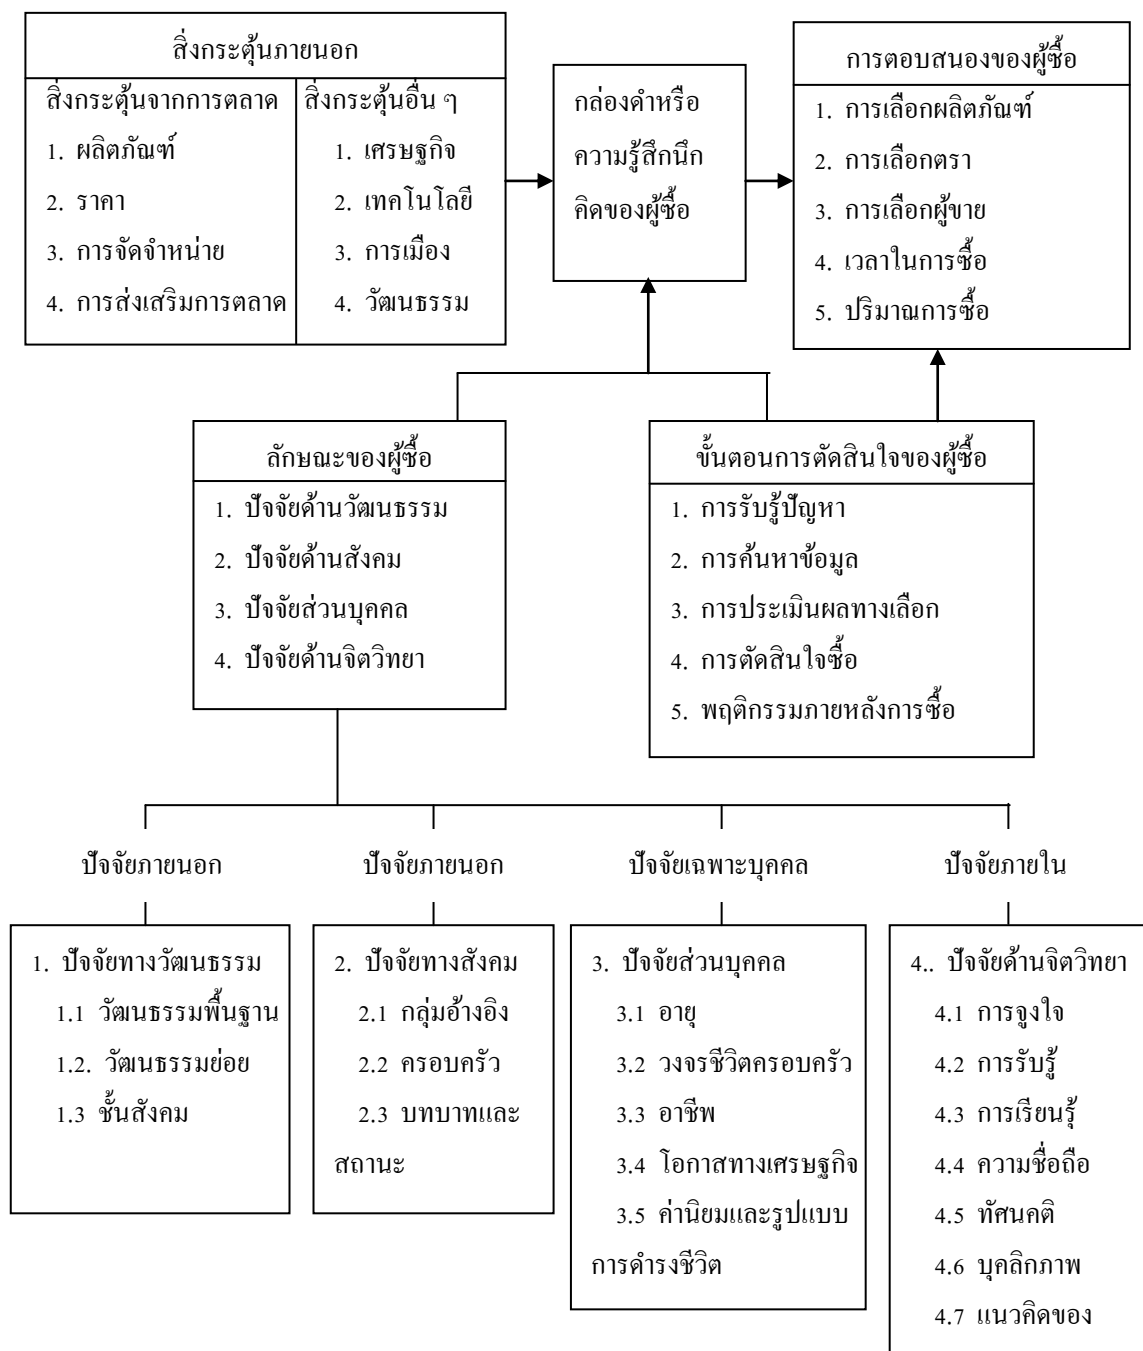 สิ่งกระตุ้นภายนอก
สิ่งกระตุ้นจากการตลาด
1. ผลิตภัณฑ์
2. ราคา
3. การจัดจำหน่าย
4. การส่งเสริมการตลาด
สิ่งกระตุ้นอื่น ๆ
1. เศรษฐกิจ
2. เทคโนโลยี
3. การเมือง
4. วัฒนธรรม
กล่องดำหรือ
ความรู้สึกนึก
คิดของผู้ซื้อ
การตอบสนองของผู้ซื้อ
1. การเลือกผลิตภัณฑ์
2. การเลือกตรา
3. การเลือกผู้ขาย
4. เวลาในการซื้อ
5. ปริมาณการซื้อ
ลักษณะของผู้ซื้อ
1. ปัจจัยด้านวัฒนธรรม
2. ปัจจัยด้านสังคม
3. ปัจจัยส่วนบุคคล
4. ปัจจัยด้านจิตวิทยา
ขั้นตอนการตัดสินใจของผู้ซื้อ
1. การรับรู้ปัญหา
2. การค้นหาข้อมูล
3. การประเมินผลทางเลือก
4. การตัดสินใจซื้อ
5. พฤติกรรมภายหลังการซื้อ
ปัจจัยภายนอก
1. ปัจจัยทางวัฒนธรรม
1.1 วัฒนธรรมพื้นฐาน
1.2. วัฒนธรรมย่อย
1.3 ชั้นสังคม
ปัจจัยภายนอก
2. ปัจจัยทางสังคม
2.1 กลุ่มอ้างอิง
2.2 ครอบครัว
2.3 บทบาทและ
สถานะ
ปัจจัยเฉพาะบุคคล
3. ปัจจัยส่วนบุคคล
3.1 อายุ
3.2 วงจรชีวิตครอบครัว
3.3 อาชีพ
3.4 โอกาสทางเศรษฐกิจ
3.5 ค่านิยมและรูปแบบ
การดำรงชีวิต
ปัจจัยภายใน
4.. ปัจจัยด้านจิตวิทยา
4.1 การจูงใจ
4.2 การรับรู้
4.3 การเรียนรุ้
4.4 ความชื่อถือ
4.5 ทัศนคติ
4.6 บุคลิกภาพ
4.7 แนวคิดของ